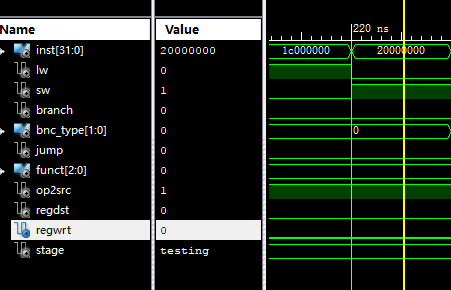 Name Value 220 ns
inst[31:0] 20000000 1c000000 20000000
lw 0
sw 1
branch 0
bnc_type[1:0] 0 0
jump 0
funct[2:0] 0
op2src 1
regdst 0
regwrt 0
stage testing